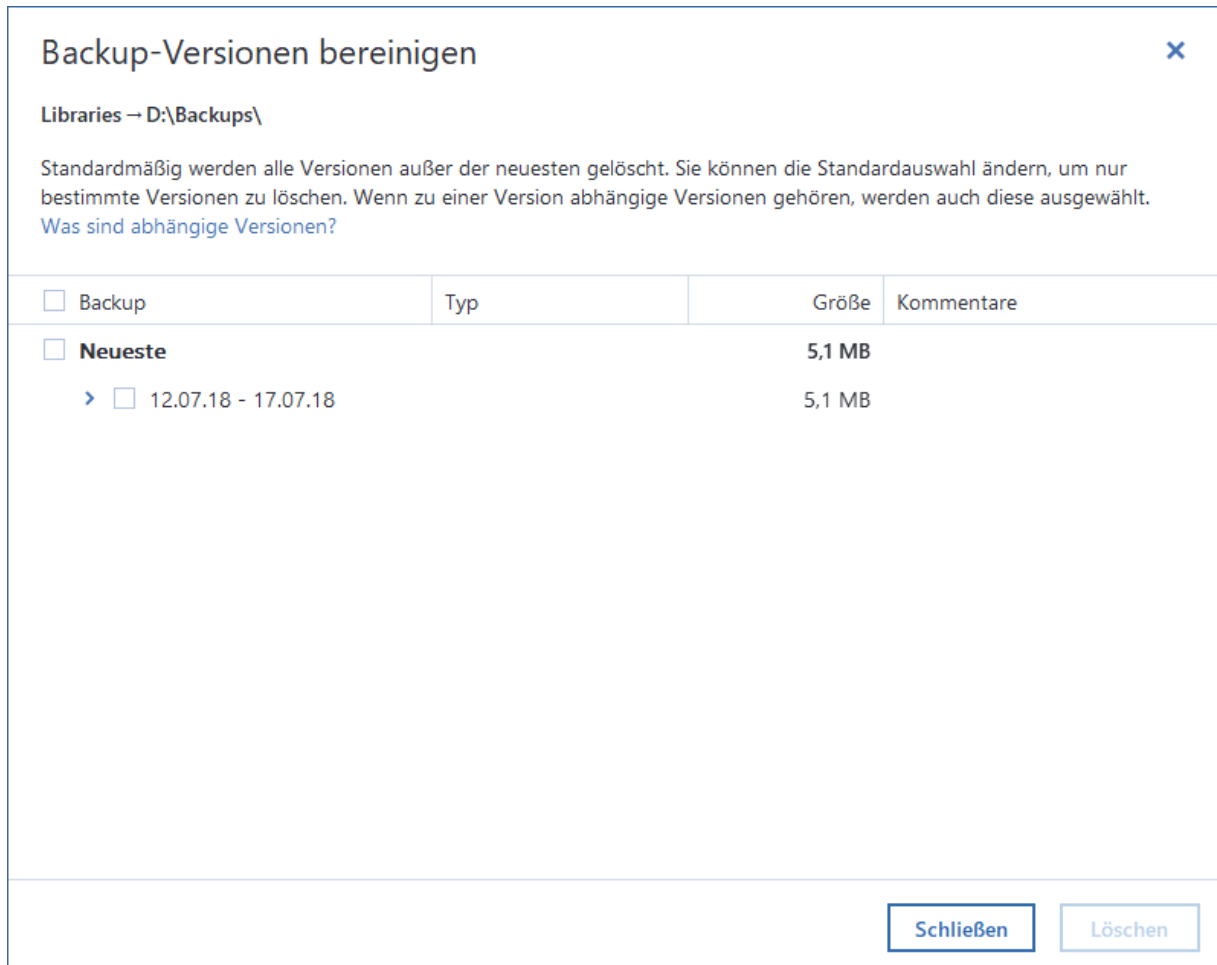 Backup-Versionen bereinigen
Libraries → D:\Backups\
Standardmäßig werden alle Versionen außer der neuesten gelöscht. Sie können die Standardauswahl ändern, um nur
bestimmte Versionen zu löschen. Wenn zu einer Version abhängige Versionen gehören, werden auch diese ausgewählt.
Was sind abhängige Versionen?
Backup Typ Größe Kommentare
Neueste 5,1 MB
12.07.18 - 17.07.18 5,1 MB
Schließen Löschen